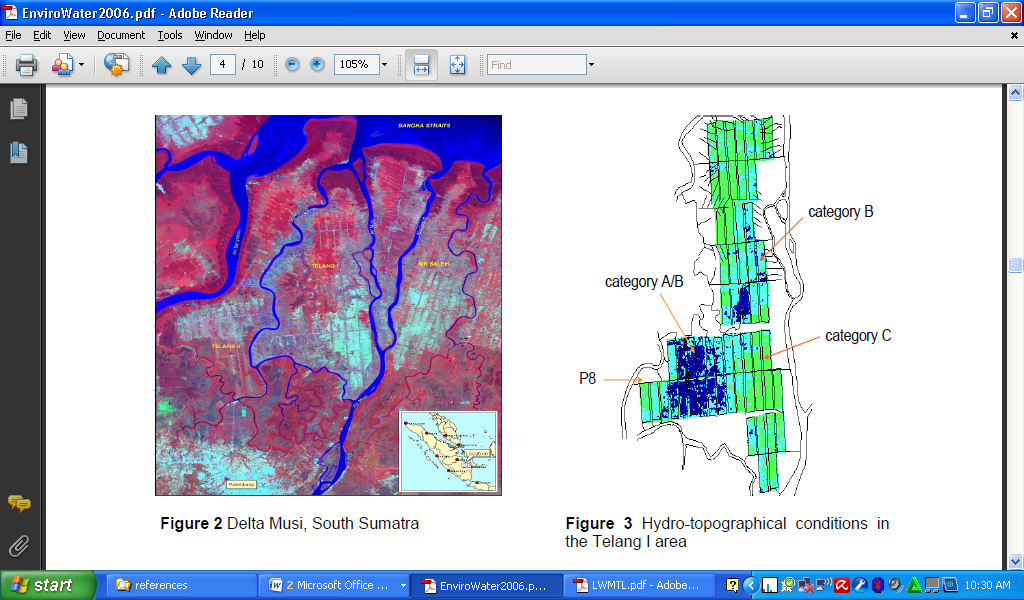 EnviroWater2006.pdf - Adobe Reader
File Edit View Document Tools Window Help
4 / 10 105% Find
BANGKA STRAITS
TELANG I
AIR SALEH
TELANG II
Palembang
Location
category B
category A/B
category C
P8
Figure 2 Delta Musi, South Sumatra
Figure 3 Hydro-topographical conditions in
the Telang I area
start references 2 Microsoft Office ... EnviroWater2006.p... LWMTL.pdf - Adobe... 10:30 AM